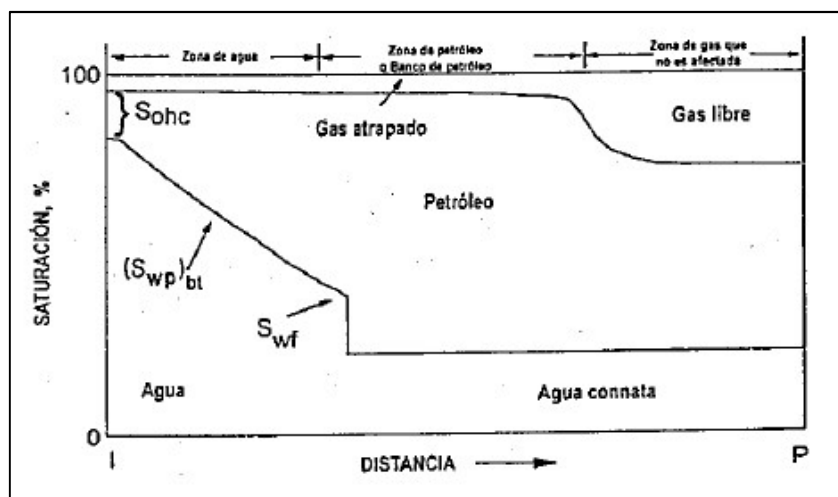 Zona de agua
Zona de petróleo
o Banco de petróleo
Zona de gas que
no es afectada
100
Sohc
Gas atrapado
Gas libre
Petróleo
SATURACIÓN, %
(Swp)bt
Swf
Agua
Agua connata
0
I
DISTANCIA
P